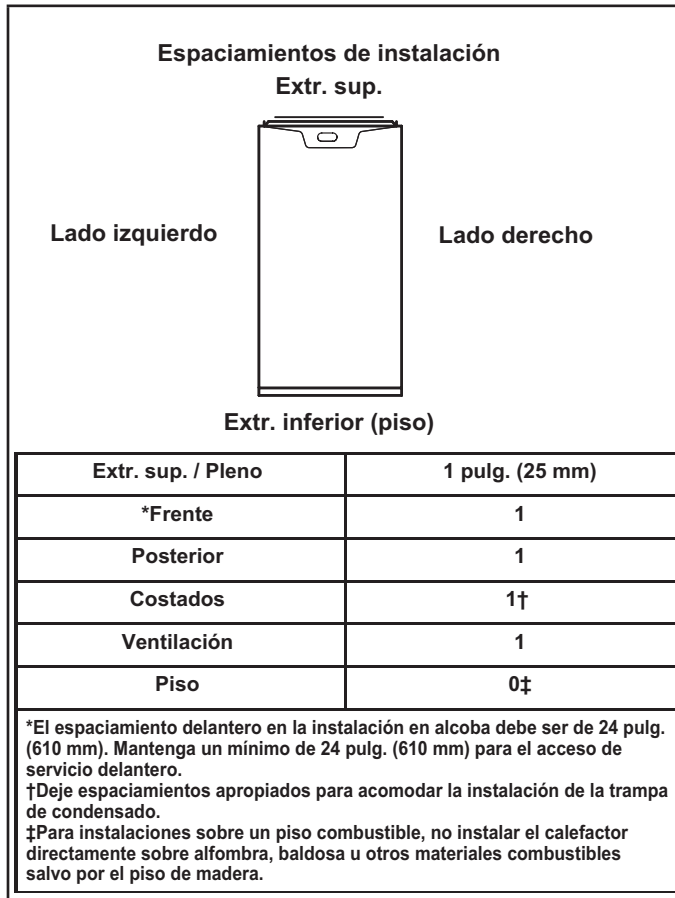 Espaciamientos de instalación
Extr. sup.
Lado izquierdo
Lado derecho
Extr. inferior (piso)
Extr. sup. / Pleno 1 pulg. (25 mm)
*Frente 1
Posterior 1
Costados 1†
Ventilación 1
Piso 0‡
*El espaciamiento delantero en la instalación en alcoba debe ser de 24 pulg.
(610 mm). Mantenga un mínimo de 24 pulg. (610 mm) para el acceso de
servicio delantero.
†Deje espaciamientos apropiados para acomodar la instalación de la trampa
de condensado.
‡Para instalaciones sobre un piso combustible, no instalar el calefactor
directamente sobre alfombra, baldosa u otros materiales combustibles
salvo por el piso de madera.